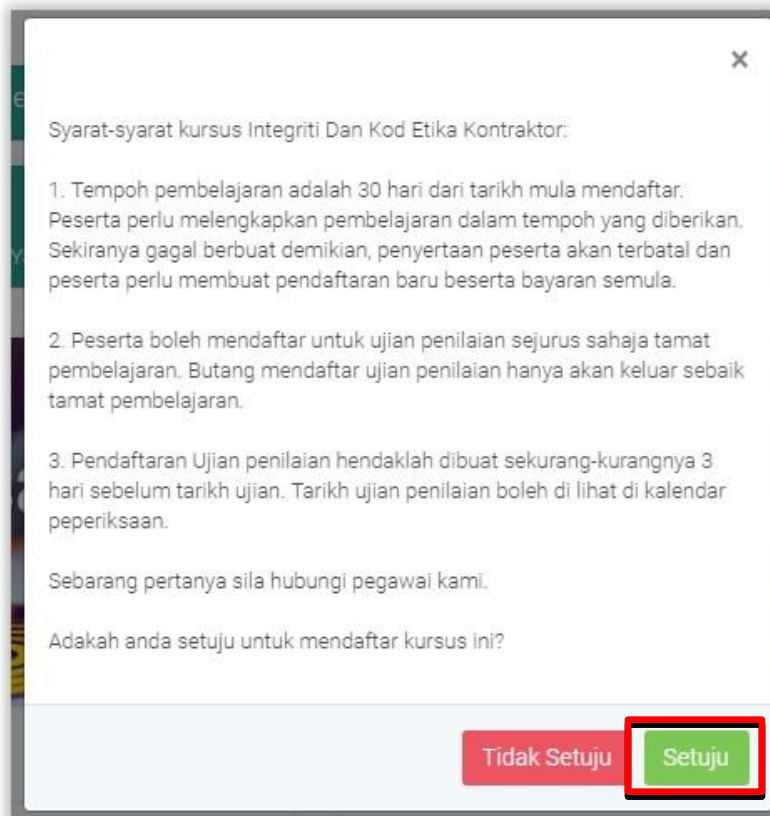 ×
Syarat-syarat kursus Integriti Dan Kod Etika Kontraktor:
1. Tempoh pembelajaran adalah 30 hari dari tarikh mula mendaftar.
Peserta perlu melengkapkan pembelajaran dalam tempoh yang diberikan.
Sekiranya gagal berbuat demikian, penyertaan peserta akan terbatal dan
peserta perlu membuat pendaftaran baru beserta bayaran semula.
2. Peserta boleh mendaftar untuk ujian penilaian sejurus sahaja tamat
pembelajaran. Butang mendaftar ujian penilaian hanya akan keluar sebaik
tamat pembelajaran.
3. Pendaftaran Ujian penilaian hendaklah dibuat sekurang-kurangnya 3
hari sebelum tarikh ujian. Tarikh ujian penilaian boleh di lihat di kalendar
peperiksaan.
Sebarang pertanya sila hubungi pegawai kami.
Adakah anda setuju untuk mendaftar kursus ini?
Tidak Setuju
Setuju